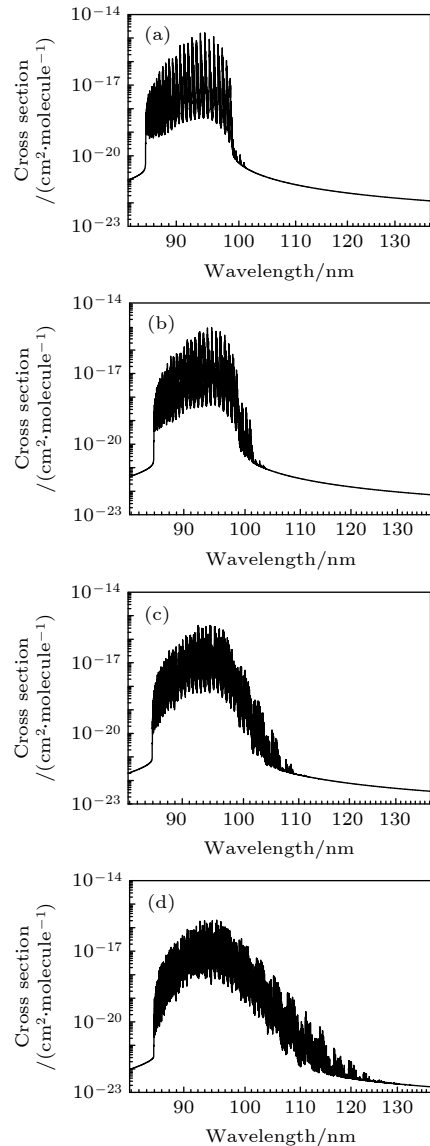 (a)
Cross section
/(cm²·molecule⁻¹)
10⁻¹⁴
10⁻¹⁷
10⁻²⁰
10⁻²³
90 100 110 120 130
Wavelength/nm
(b)
Cross section
/(cm²·molecule⁻¹)
10⁻¹⁴
10⁻¹⁷
10⁻²⁰
10⁻²³
90 100 110 120 130
Wavelength/nm
(c)
Cross section
/(cm²·molecule⁻¹)
10⁻¹⁴
10⁻¹⁷
10⁻²⁰
10⁻²³
90 100 110 120 130
Wavelength/nm
(d)
Cross section
/(cm²·molecule⁻¹)
10⁻¹⁴
10⁻¹⁷
10⁻²⁰
10⁻²³
90 100 110 120 130
Wavelength/nm